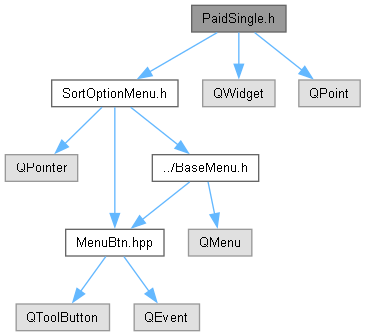 PaidSingle.h
SortOptionMenu.h
QWidget
QPoint
QPointer
../BaseMenu.h
MenuBtn.hpp
QMenu
QToolButton
QEvent